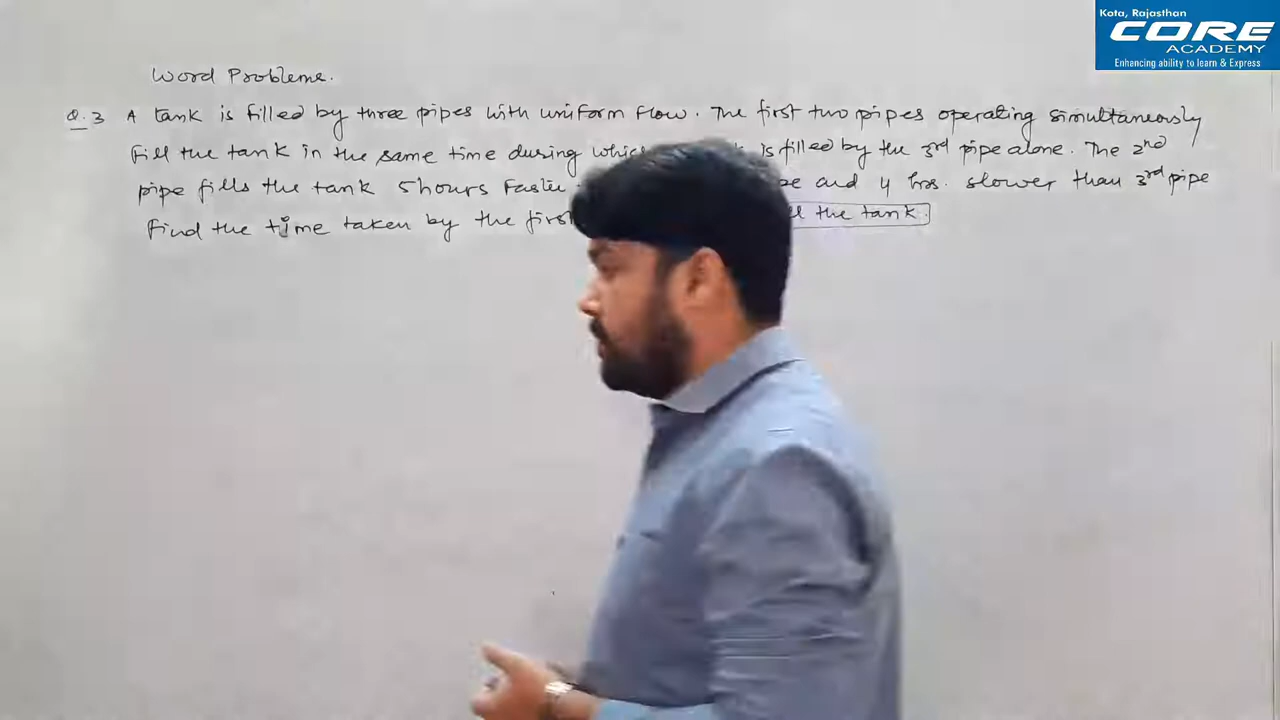 Kota, Rajasthan
CORE
ACADEMY
Enhancing ability to learn & Express
Word Probleme.
Q.3 A tank is filled by three pipes with uniform flow. The first two pipes operating simultaneously
fill the tank in the same time during is filled by the 3rd pipe alone. The 2nd
pipe fills the tank 5 hours faster and 4 hrs. slower than 3rd pipe
Find the time taken by the first the tank.